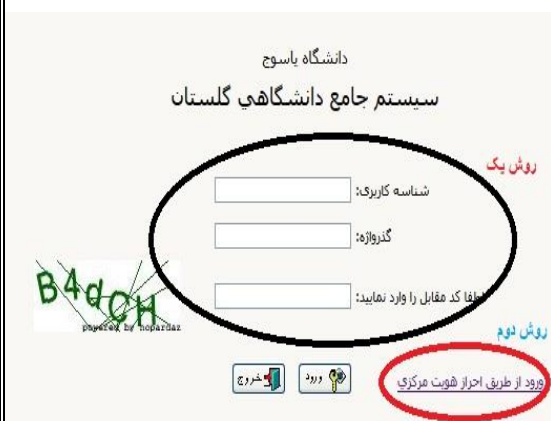 دانشگاه یاسوج
سیستم جامع دانشگاهي گلستان
روش یک
شناسه کاربری:
گذرواژه:
لطفا کد مقابل را وارد نمایید:
B4dCH
powered by nopardaz
روش دوم
ورود از طریق احراز هویت مرکزي
ورود
خروج